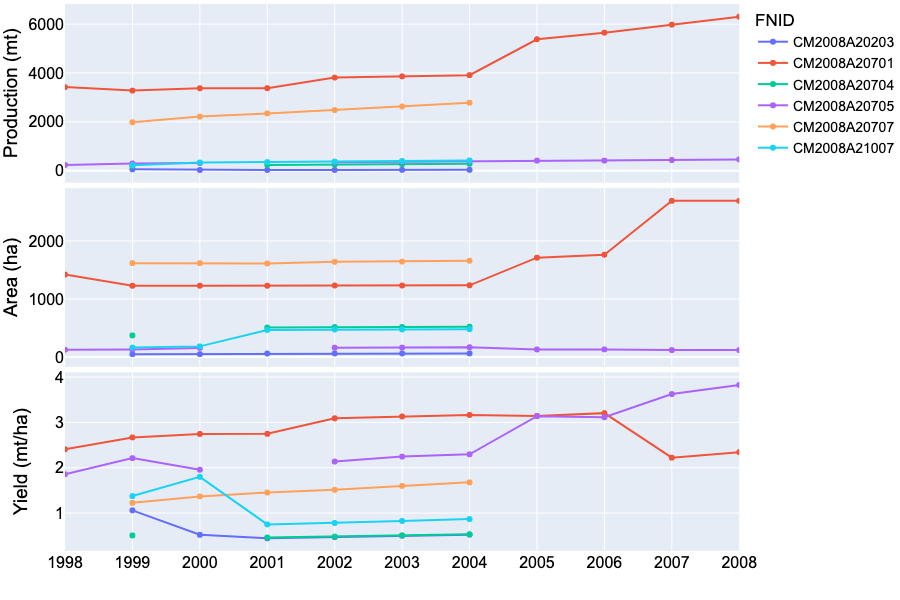 FNID
CM2008A20203
CM2008A20701
CM2008A20704
CM2008A20705
CM2008A20707
CM2008A21007
Production (mt)
6000
4000
2000
0
Area (ha)
2000
1000
0
Yield (mt/ha)
4
3
2
1
1998 1999 2000 2001 2002 2003 2004 2005 2006 2007 2008